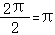 2π/2 = π